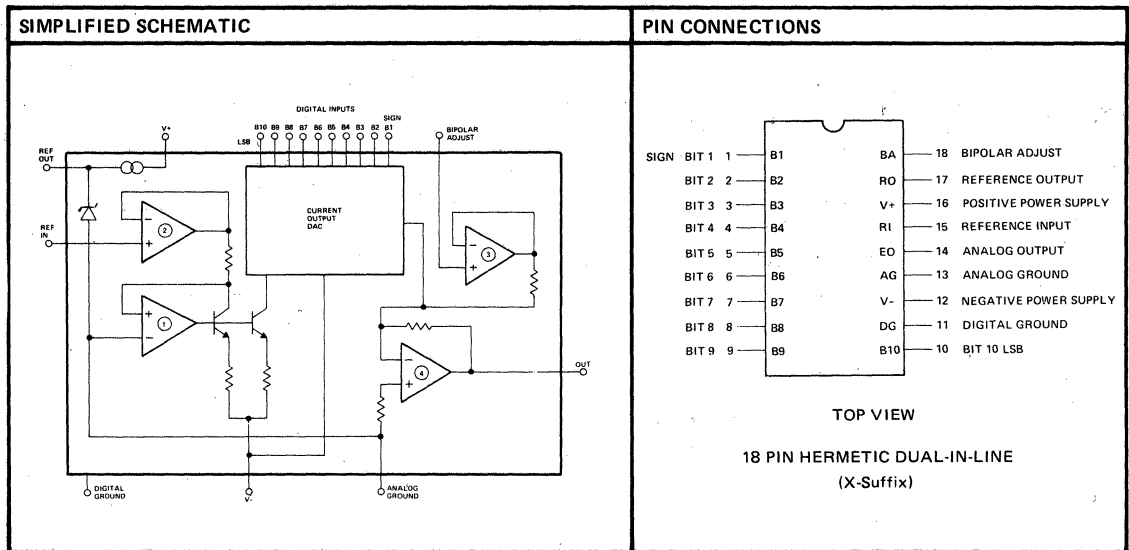 SIMPLIFIED SCHEMATIC
DIGITAL INPUTS
SIGN
LSB B10 B9 B8 B7 B6 B5 B4 B3 B2 B1
V+
BIPOLAR
ADJUST
REF
OUT
CURRENT
OUTPUT
DAC
2
REF
IN
3
1
4
OUT
DIGITAL
GROUND
V-
ANALOG
GROUND
PIN CONNECTIONS
SIGN BIT 1 1 B1 BA 18 BIPOLAR ADJUST
BIT 2 2 B2 RO 17 REFERENCE OUTPUT
BIT 3 3 B3 V+ 16 POSITIVE POWER SUPPLY
BIT 4 4 B4 RI 15 REFERENCE INPUT
BIT 5 5 B5 EO 14 ANALOG OUTPUT
BIT 6 6 B6 AG 13 ANALOG GROUND
BIT 7 7 B7 V- 12 NEGATIVE POWER SUPPLY
BIT 8 8 B8 DG 11 DIGITAL GROUND
BIT 9 9 B9 B10 10 BIT 10 LSB
TOP VIEW
18 PIN HERMETIC DUAL-IN-LINE
(X-Suffix)